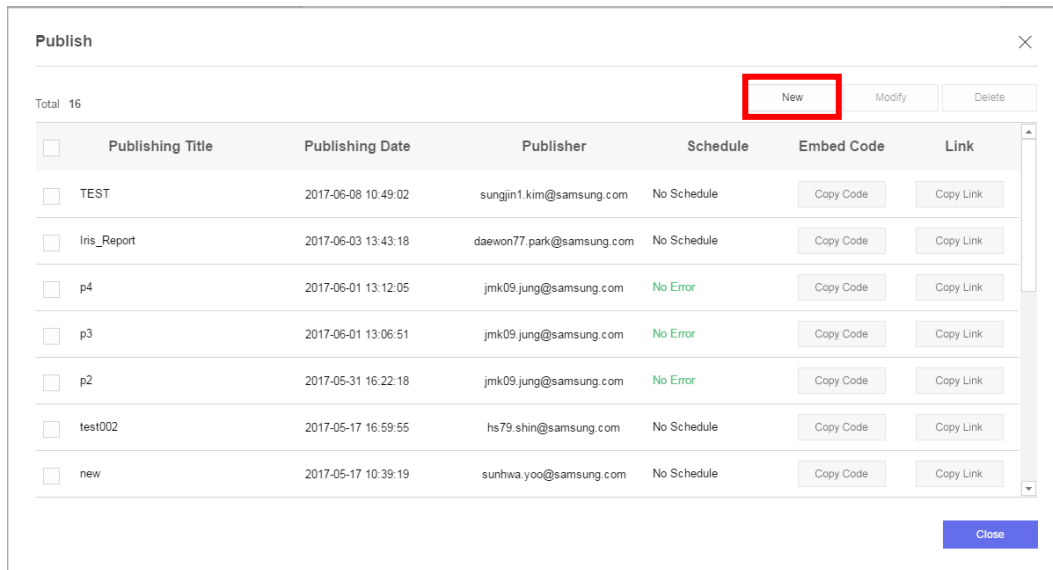 Publish
Total 16 New Modify Delete
Publishing Title Publishing Date Publisher Schedule Embed Code Link
TEST 2017-06-08 10:49:02 sungjin1.kim@samsung.com No Schedule Copy Code Copy Link
Iris_Report 2017-06-03 13:43:18 daewon77.park@samsung.com No Schedule Copy Code Copy Link
p4 2017-06-01 13:12:05 jmk09.jung@samsung.com No Error Copy Code Copy Link
p3 2017-06-01 13:06:51 jmk09.jung@samsung.com No Error Copy Code Copy Link
p2 2017-05-31 16:22:18 jmk09.jung@samsung.com No Error Copy Code Copy Link
test002 2017-05-17 16:59:55 hs79.shin@samsung.com No Schedule Copy Code Copy Link
new 2017-05-17 10:39:19 sunhwa.yoo@samsung.com No Schedule Copy Code Copy Link
Close